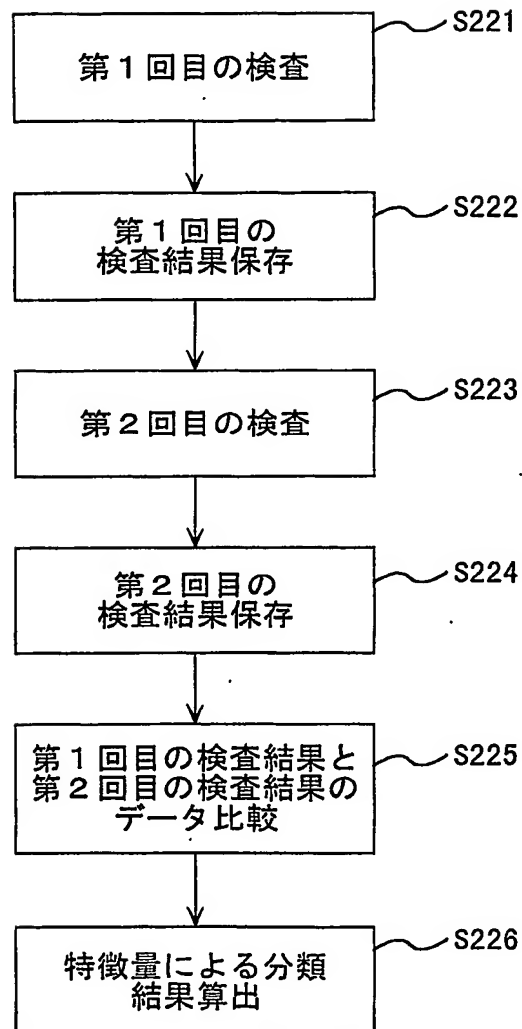 第1回目の検査
S221
第1回目の
検査結果保存
S222
第2回目の検査
S223
第2回目の
検査結果保存
S224
第1回目の検査結果と
第2回目の検査結果の
データ比較
S225
特徴量による分類
結果算出
S226